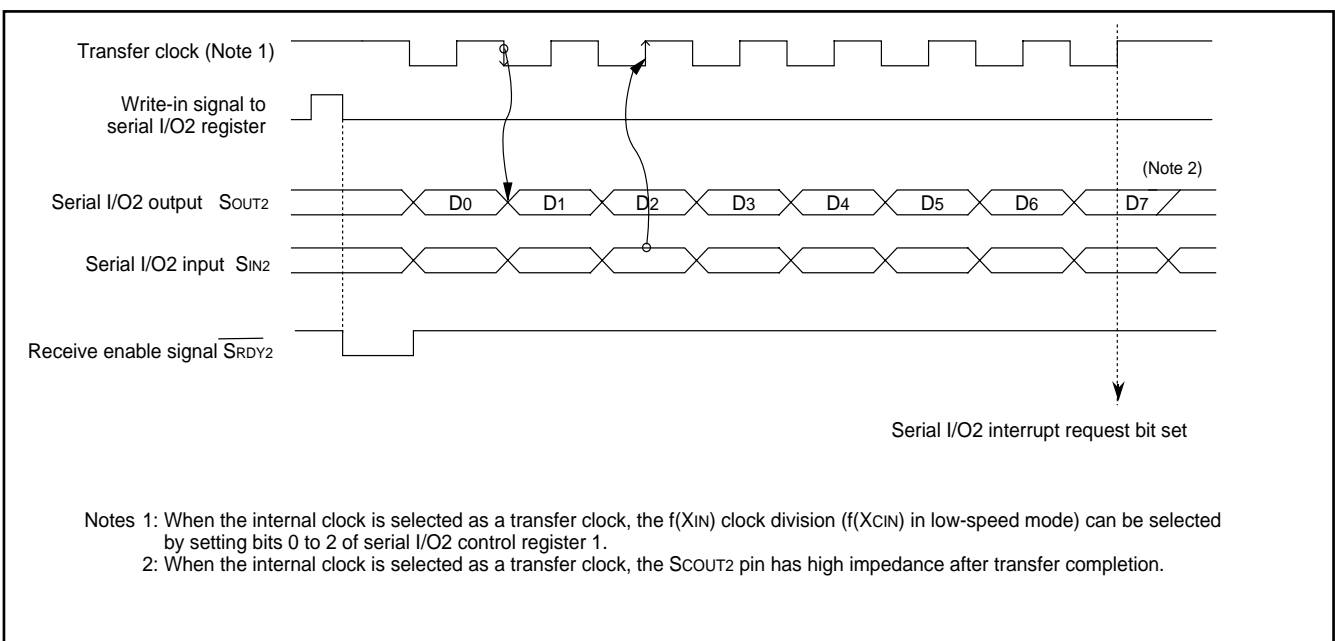 Transfer clock (Note 1)
Write-in signal to
serial I/O2 register
(Note 2)
Serial I/O2 output SOUT2
D0 D1 D2 D3 D4 D5 D6 D7
Serial I/O2 input SIN2
Receive enable signal SRDY2
Serial I/O2 interrupt request bit set
Notes 1: When the internal clock is selected as a transfer clock, the f(XIN) clock division (f(XCIN) in low-speed mode) can be selected
by setting bits 0 to 2 of serial I/O2 control register 1.
2: When the internal clock is selected as a transfer clock, the SCOUT2 pin has high impedance after transfer completion.